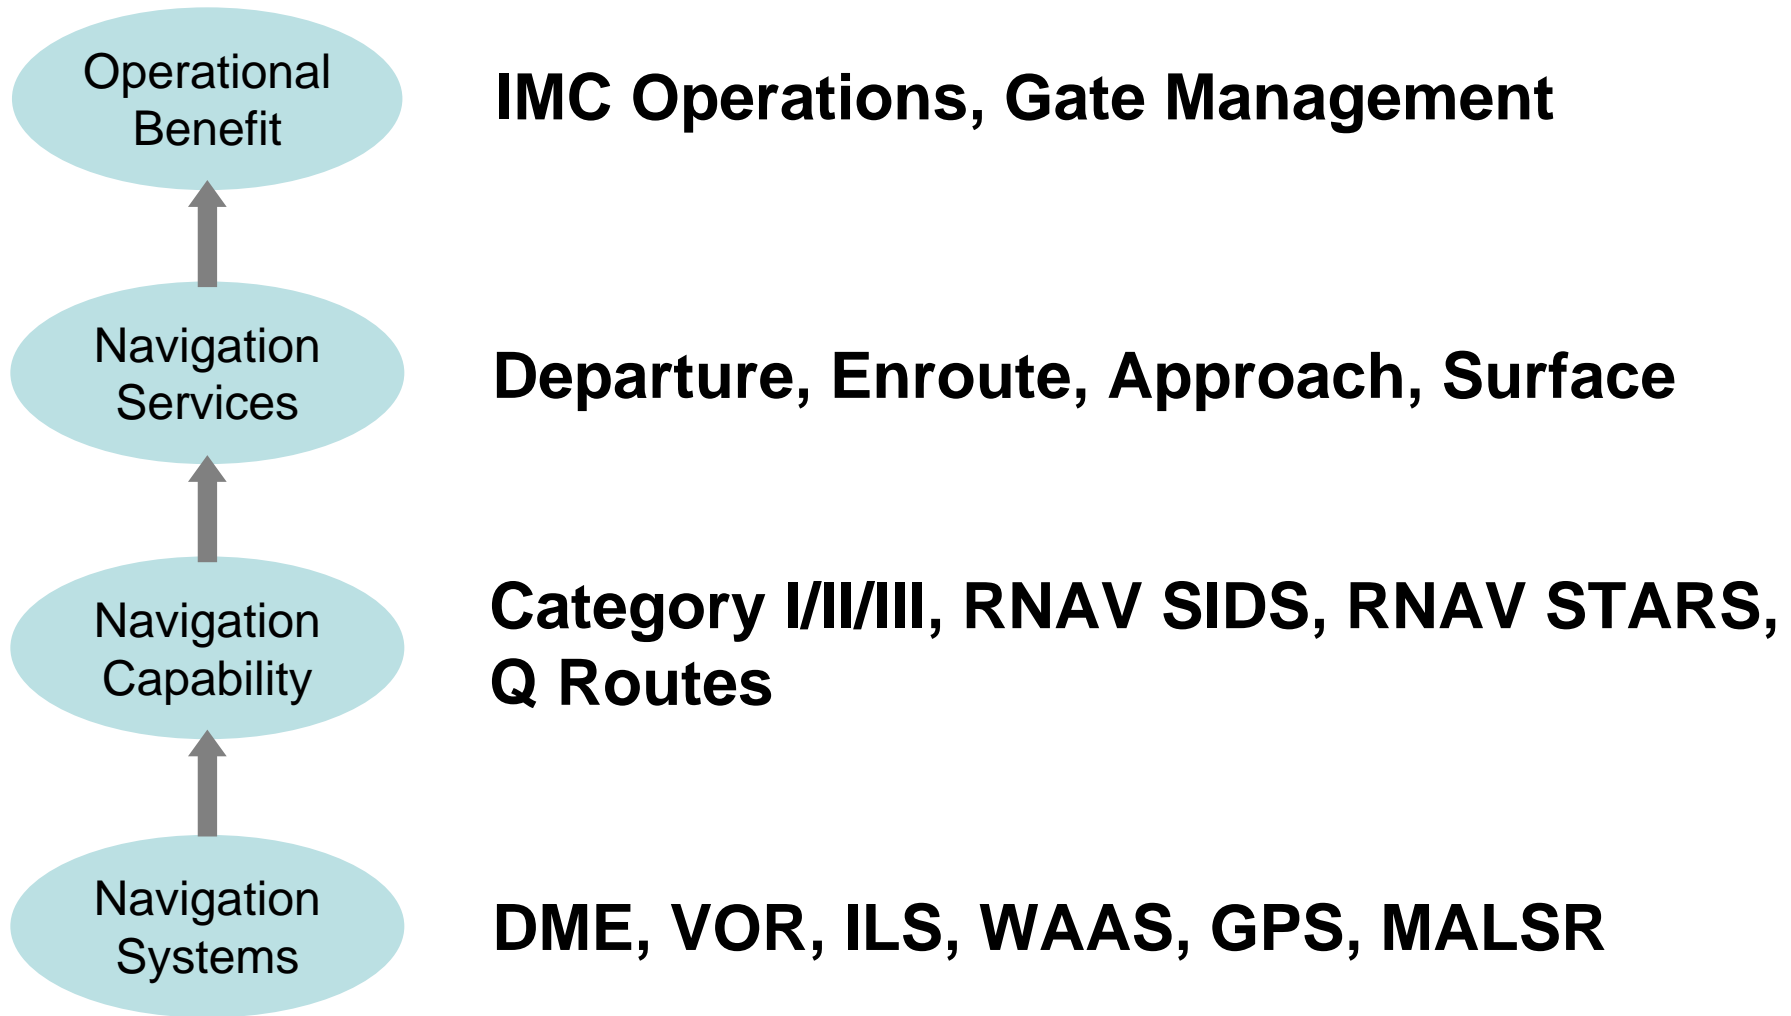 Operational
Benefit
IMC Operations, Gate Management
Navigation
Services
Departure, Enroute, Approach, Surface
Navigation
Capability
Category I/II/III, RNAV SIDS, RNAV STARS,
Q Routes
Navigation
Systems
DME, VOR, ILS, WAAS, GPS, MALSR